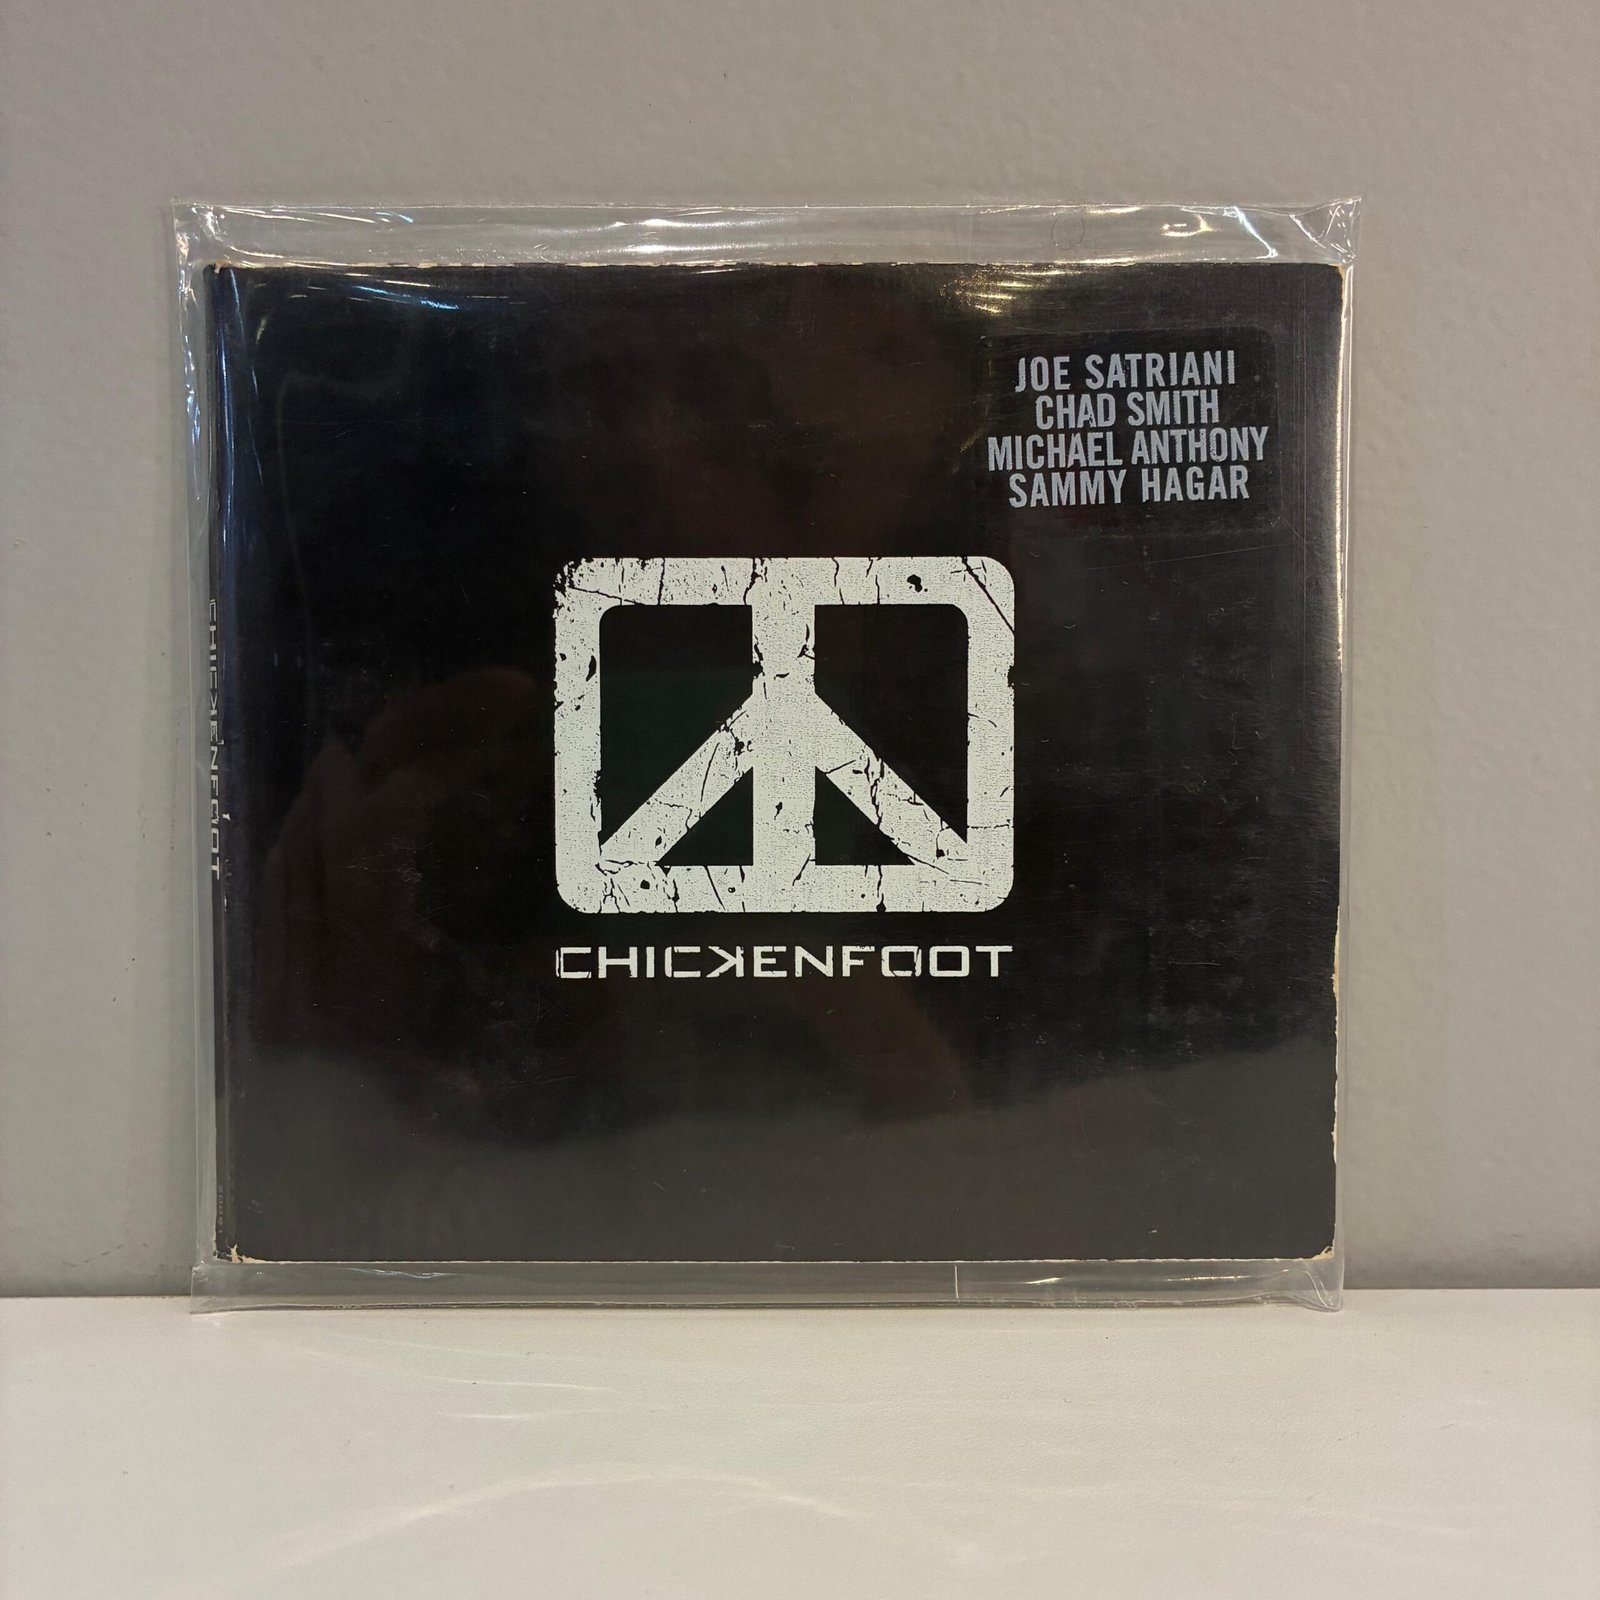 JOE SATRIANI
CHAD SMITH
MICHAEL ANTHONY
SAMMY HAGAR
CHICKENFOOT
CHICKENFOOT